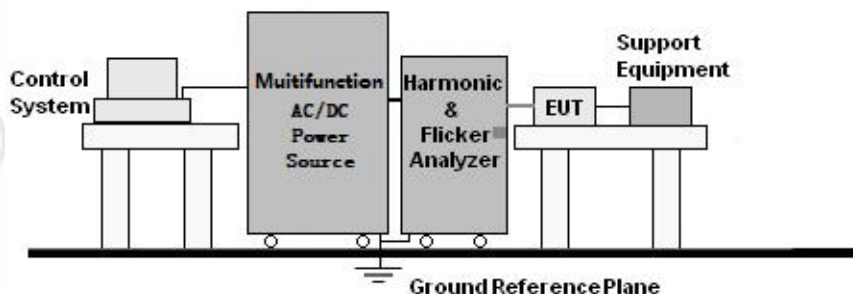 Control
System
Muitifunction
AC/DC
Power
Source
Harmonic
&
Flicker
Analyzer
EUT
Support
Equipment
Ground Reference Plane